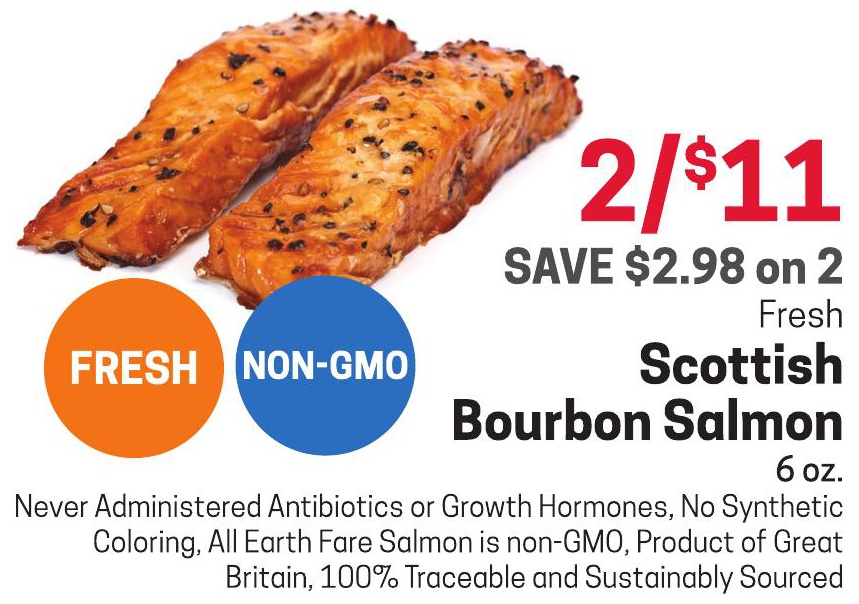 2/$11
SAVE $2.98 on 2
Fresh
Scottish
Bourbon Salmon
6 oz.
FRESH
NON-GMO
Never Administered Antibiotics or Growth Hormones, No Synthetic
Coloring, All Earth Fare Salmon is non-GMO, Product of Great
Britain, 100% Traceable and Sustainably Sourced